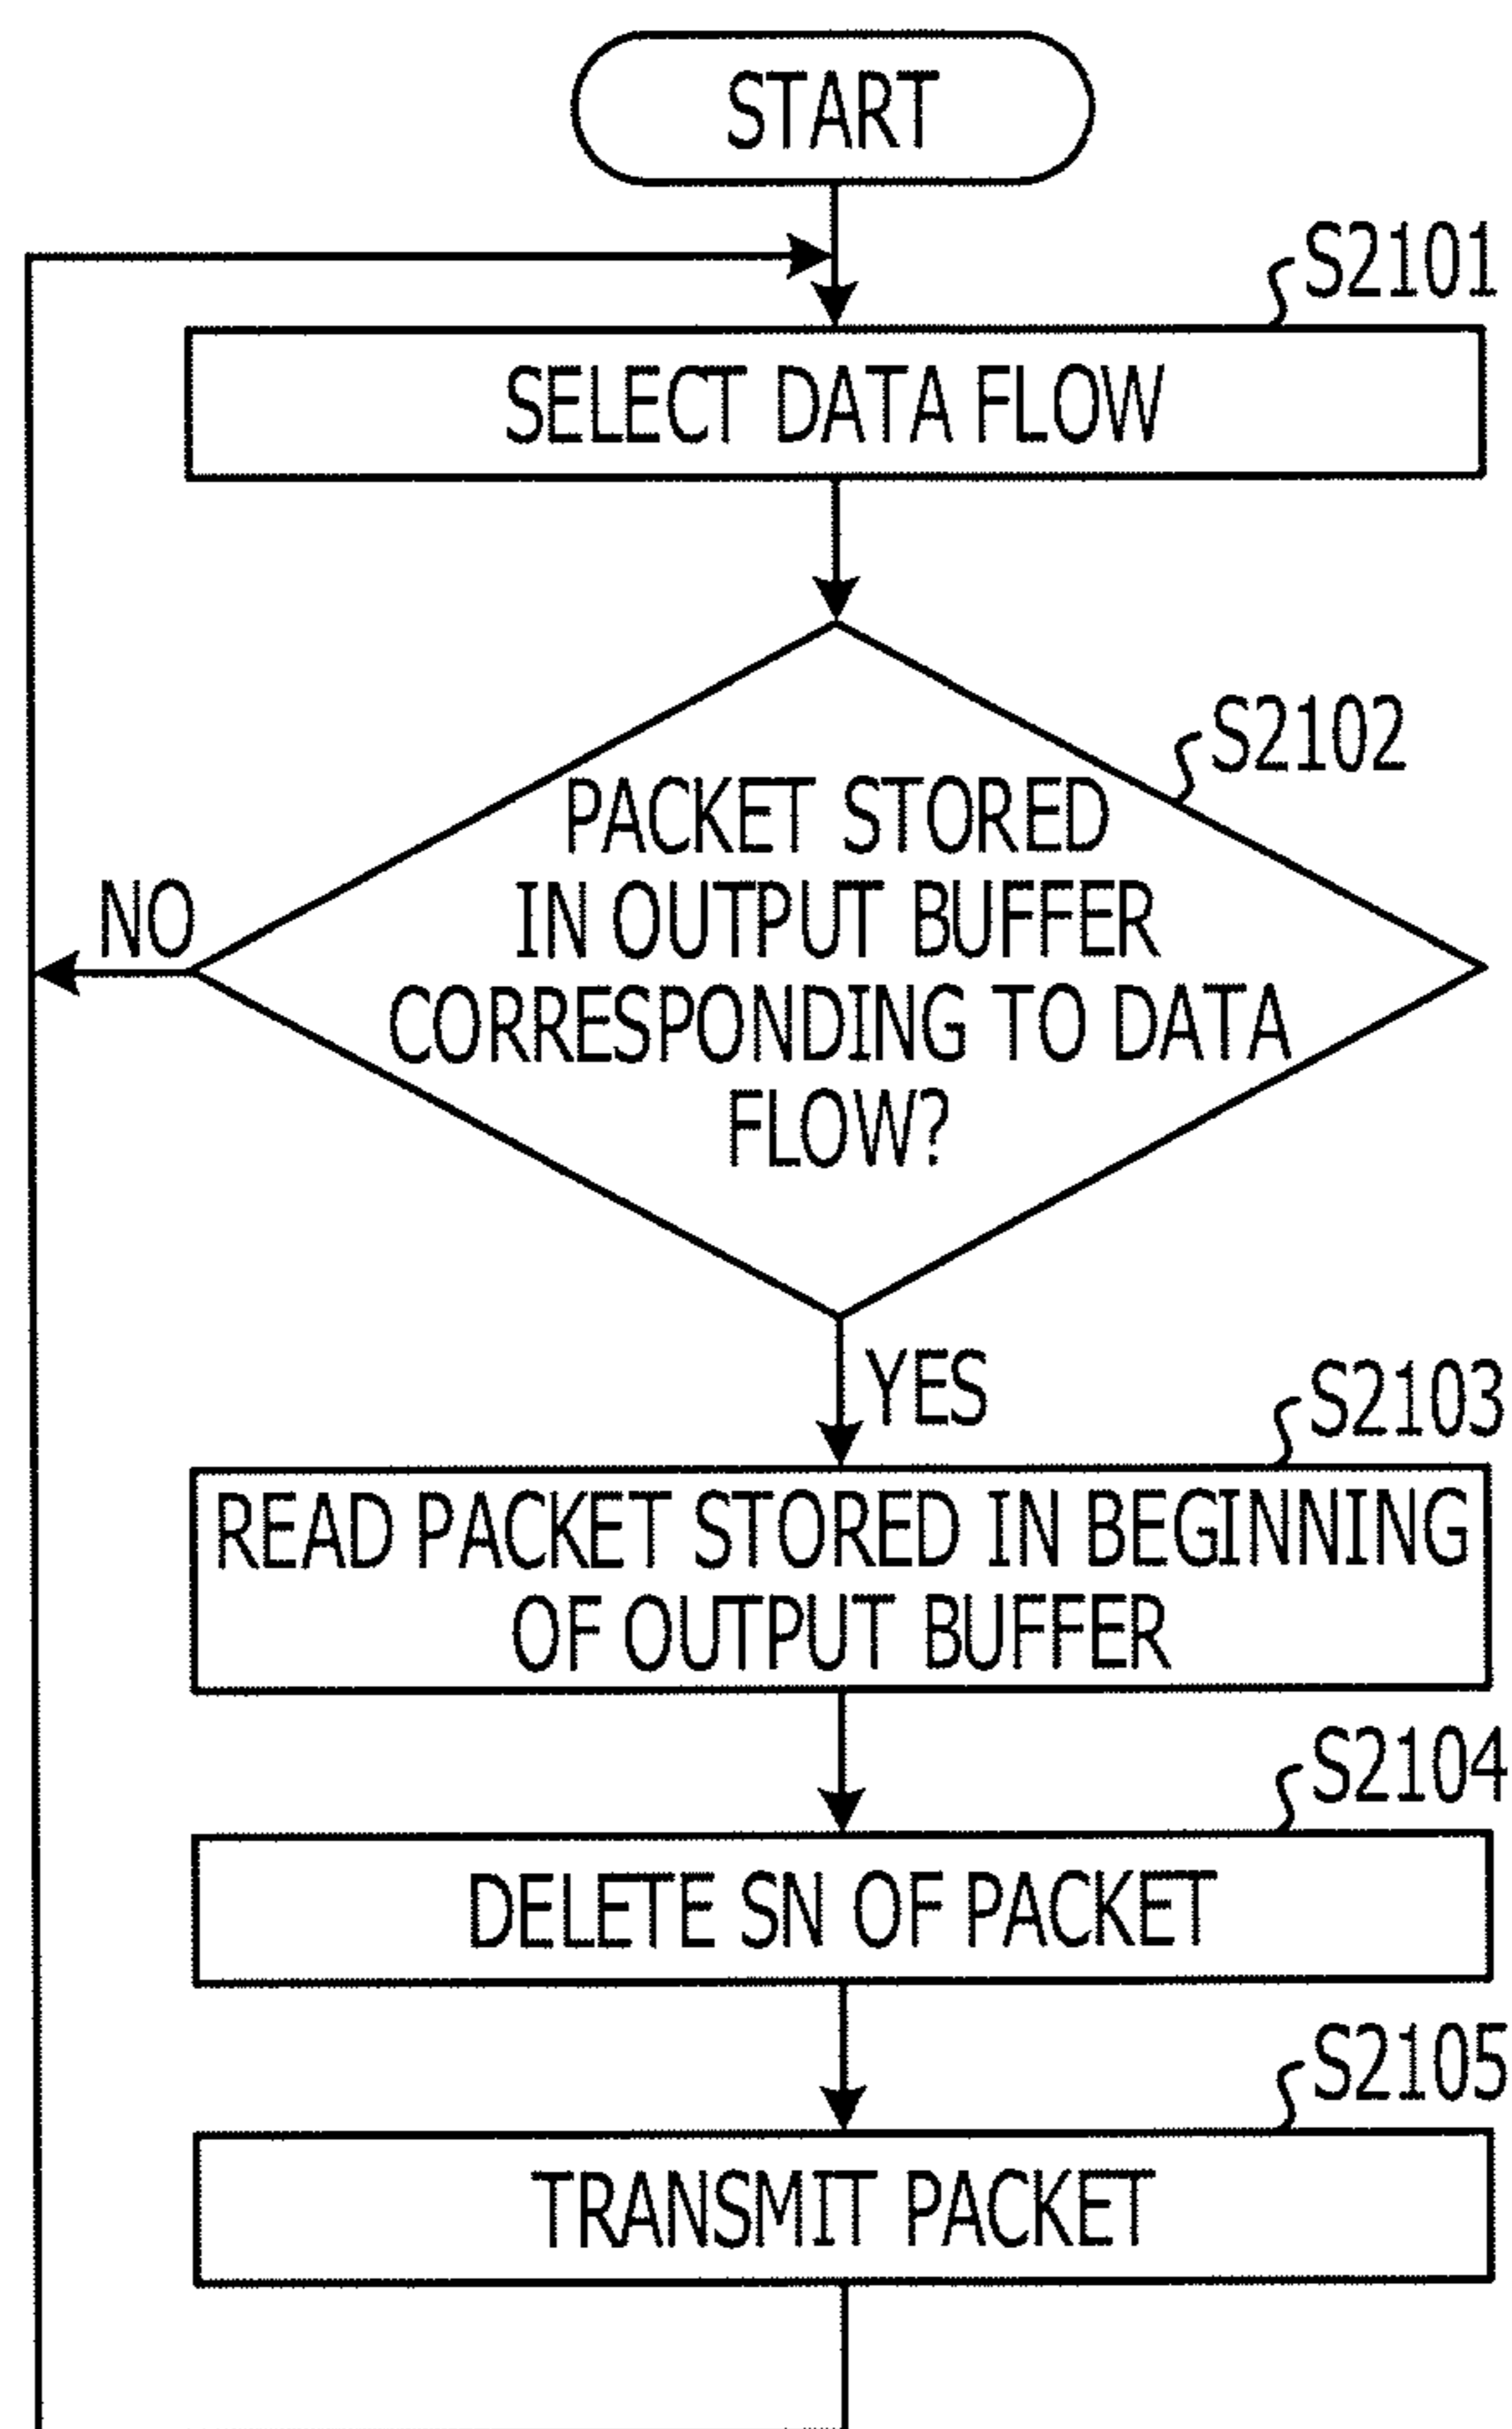 START
S2101
SELECT DATA FLOW
S2102
PACKET STORED
IN OUTPUT BUFFER
CORRESPONDING TO DATA
FLOW?
NO
YES
S2103
READ PACKET STORED IN BEGINNING
OF OUTPUT BUFFER
S2104
DELETE SN OF PACKET
S2105
TRANSMIT PACKET